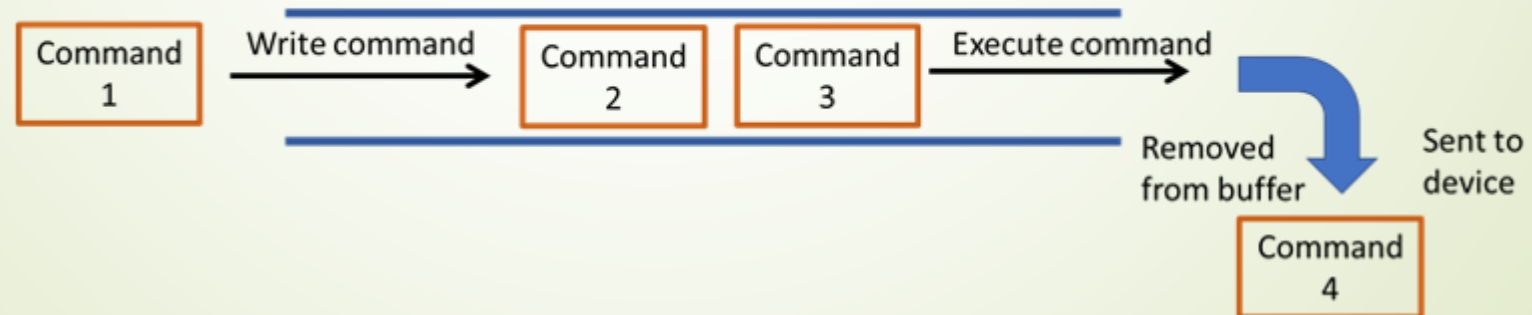 Command
1
Write command
Command
2
Command
3
Execute command
Removed
from buffer
Sent to
device
Command
4